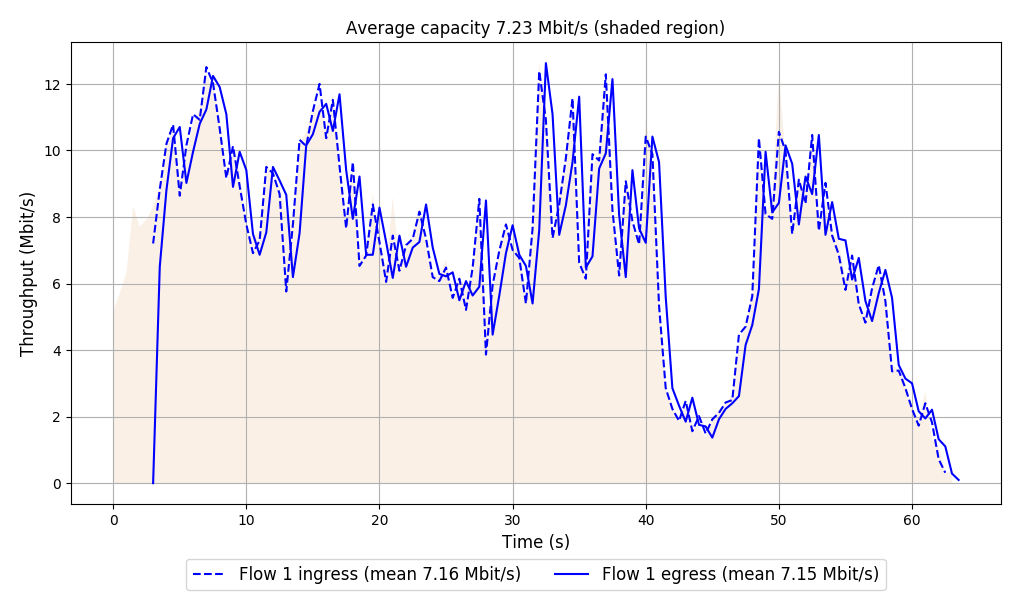 Average capacity 7.23 Mbit/s (shaded region)
Throughput (Mbit/s)
12
10
8
6
4
2
0
0 10 20 30 40 50 60
Time (s)
Flow 1 ingress (mean 7.16 Mbit/s) Flow 1 egress (mean 7.15 Mbit/s)